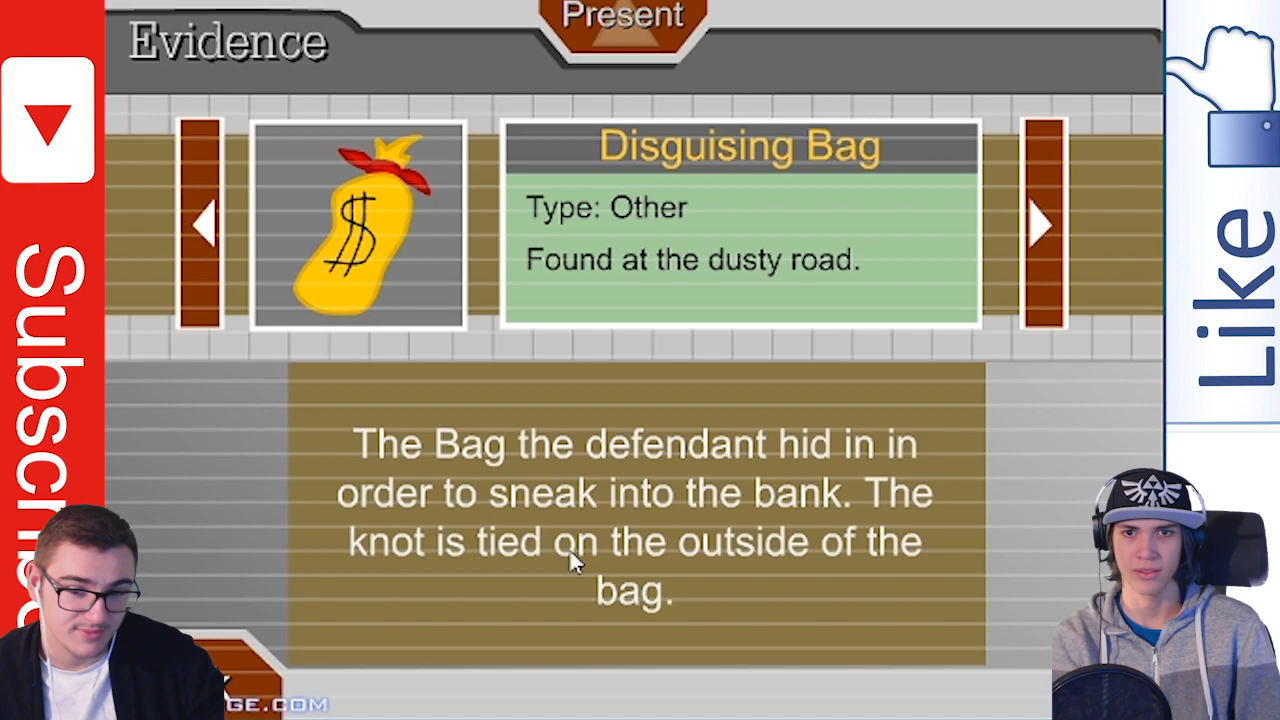 Present
Evidence
Disguising Bag
$
Type: Other
Found at the dusty road.
The Bag the defendant hid in in
order to sneak into the bank. The
knot is tied on the outside of the
bag.
GE.COM
Like